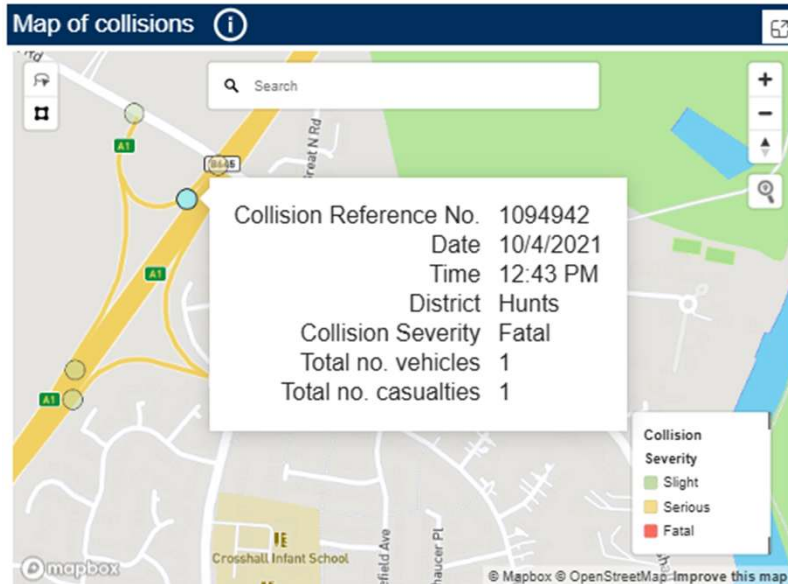 Map of collisions
Search
A1
B645
Great N Rd
Collision Reference No. 1094942
Date 10/4/2021
Time 12:43 PM
District Hunts
Collision Severity Fatal
Total no. vehicles 1
Total no. casualties 1
A1
A1
Collision
Severity
Slight
Serious
Fatal
Crosshall Infant School
mapbox
© Mapbox © OpenStreetMap Improve this map